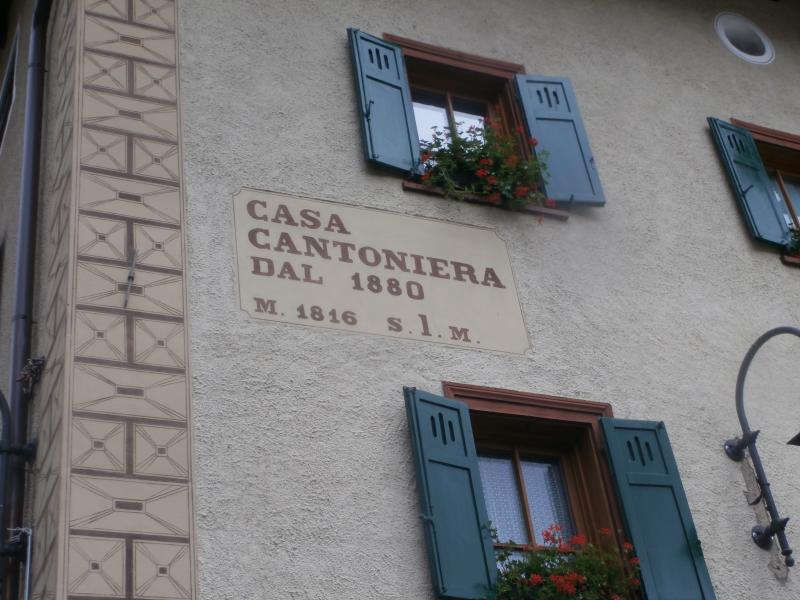 CASA
CANTONIERA
DAL 1880
M. 1816 S.l.M.